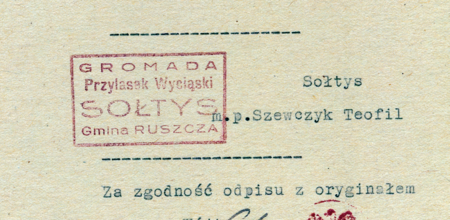 GROMADA
Przylasek Wyciąski
SOŁTYS
Gmina RUSZCZA
Sołtys
m.p.Szewczyk Teofil
Za zgodność odpisu z oryginałem